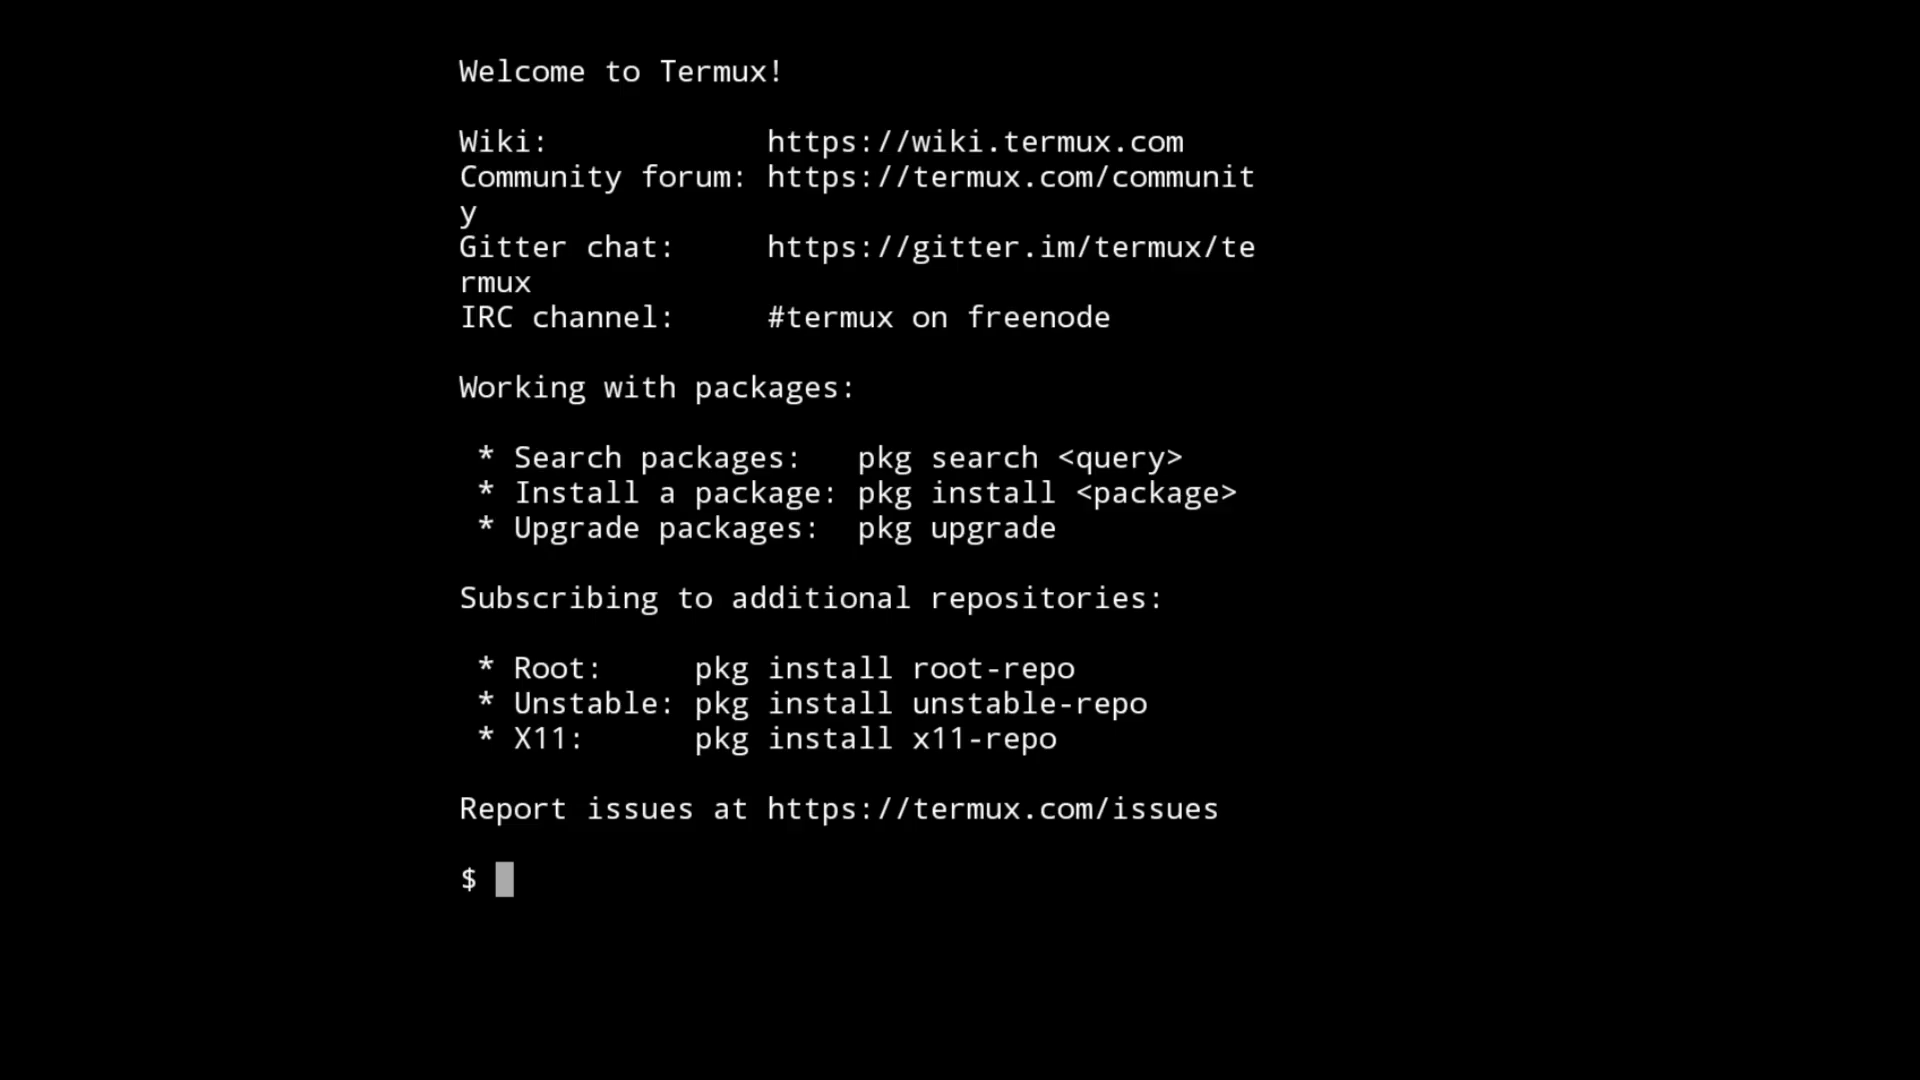 Welcome to Termux!
Wiki:            https://wiki.termux.com
Community forum: https://termux.com/communit
y
Gitter chat:     https://gitter.im/termux/te
rmux
IRC channel:     #termux on freenode
Working with packages:
 * Search packages:   pkg search <query>
 * Install a package: pkg install <package>
 * Upgrade packages:  pkg upgrade
Subscribing to additional repositories:
 * Root:     pkg install root-repo
 * Unstable: pkg install unstable-repo
 * X11:      pkg install x11-repo
Report issues at https://termux.com/issues
$